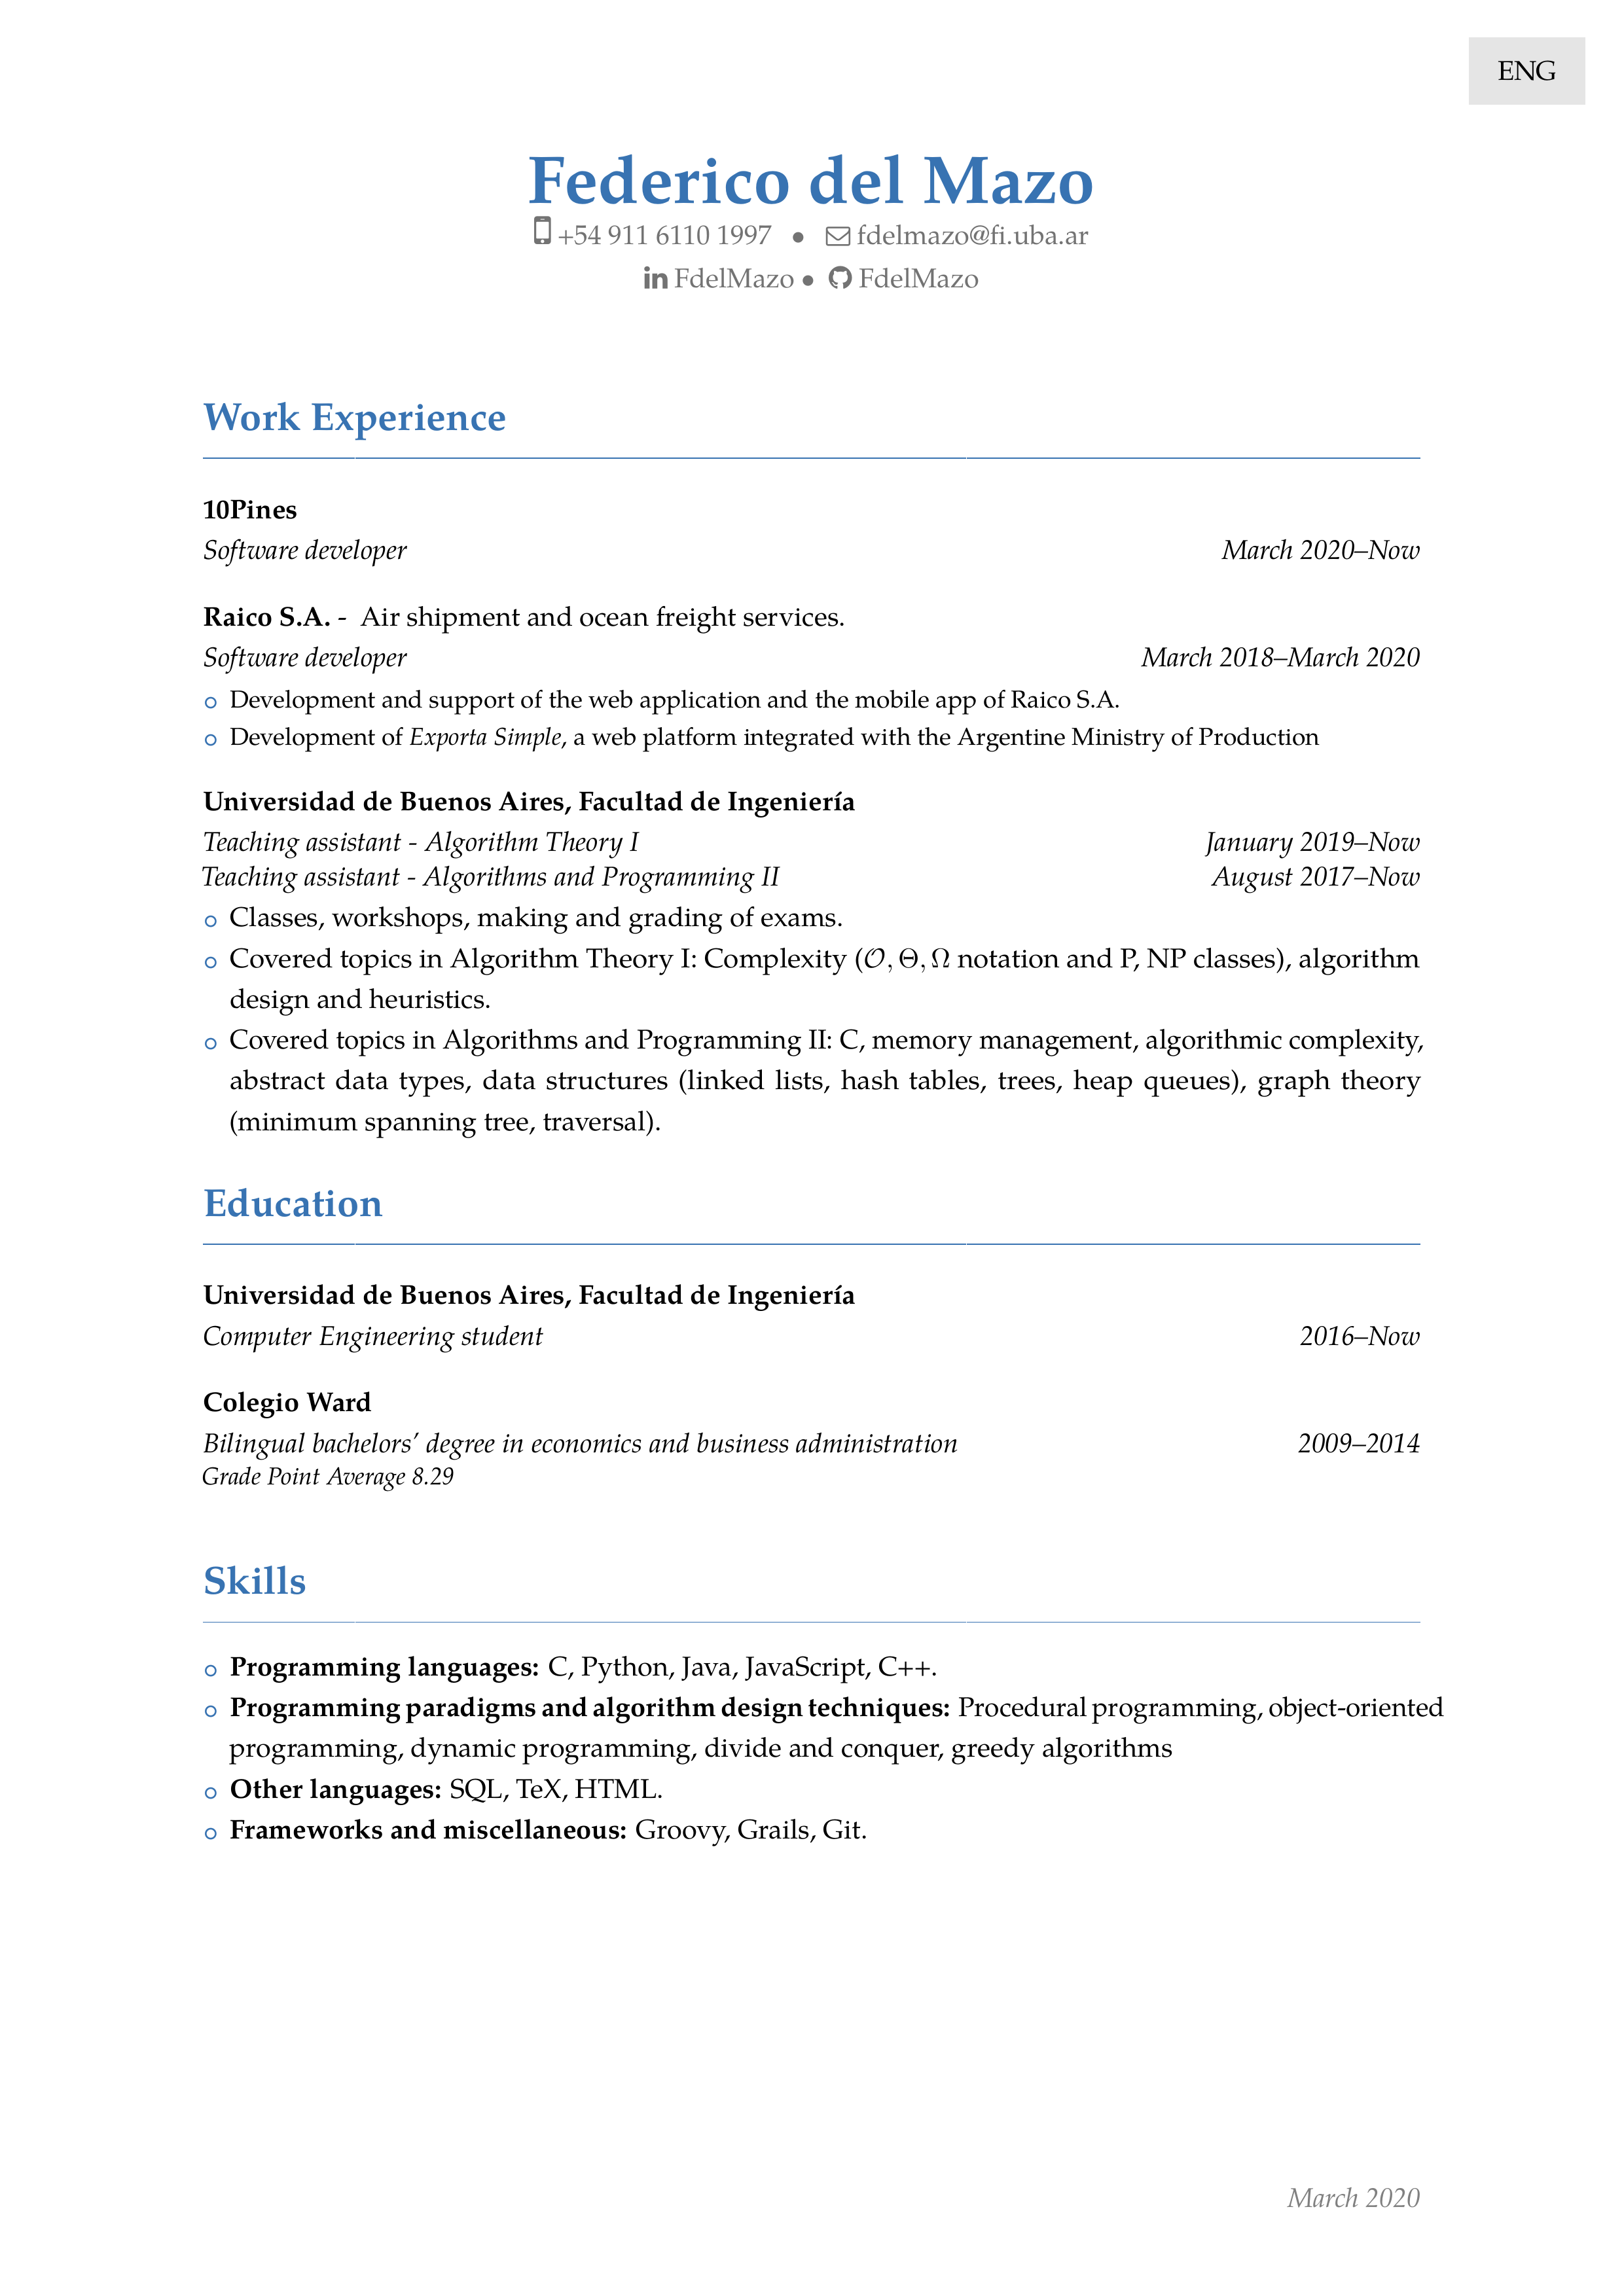 ENG
Federico del Mazo
+54 911 6110 1997 • fdelmazo@fi.uba.ar
in FdelMazo • FdelMazo
Work Experience
10Pines
Software developer March 2020–Now
Raico S.A. - Air shipment and ocean freight services.
Software developer March 2018–March 2020
Development and support of the web application and the mobile app of Raico S.A.
Development of Exporta Simple, a web platform integrated with the Argentine Ministry of Production
Universidad de Buenos Aires, Facultad de Ingeniería
Teaching assistant - Algorithm Theory I January 2019–Now
Teaching assistant - Algorithms and Programming II August 2017–Now
Classes, workshops, making and grading of exams.
Covered topics in Algorithm Theory I: Complexity (𝒪, Θ, Ω notation and P, NP classes), algorithm
design and heuristics.
Covered topics in Algorithms and Programming II: C, memory management, algorithmic complexity,
abstract data types, data structures (linked lists, hash tables, trees, heap queues), graph theory
(minimum spanning tree, traversal).
Education
Universidad de Buenos Aires, Facultad de Ingeniería
Computer Engineering student 2016–Now
Colegio Ward
Bilingual bachelors’ degree in economics and business administration 2009–2014
Grade Point Average 8.29
Skills
Programming languages: C, Python, Java, JavaScript, C++.
Programming paradigms and algorithm design techniques: Procedural programming, object-oriented
programming, dynamic programming, divide and conquer, greedy algorithms
Other languages: SQL, TeX, HTML.
Frameworks and miscellaneous: Groovy, Grails, Git.
March 2020